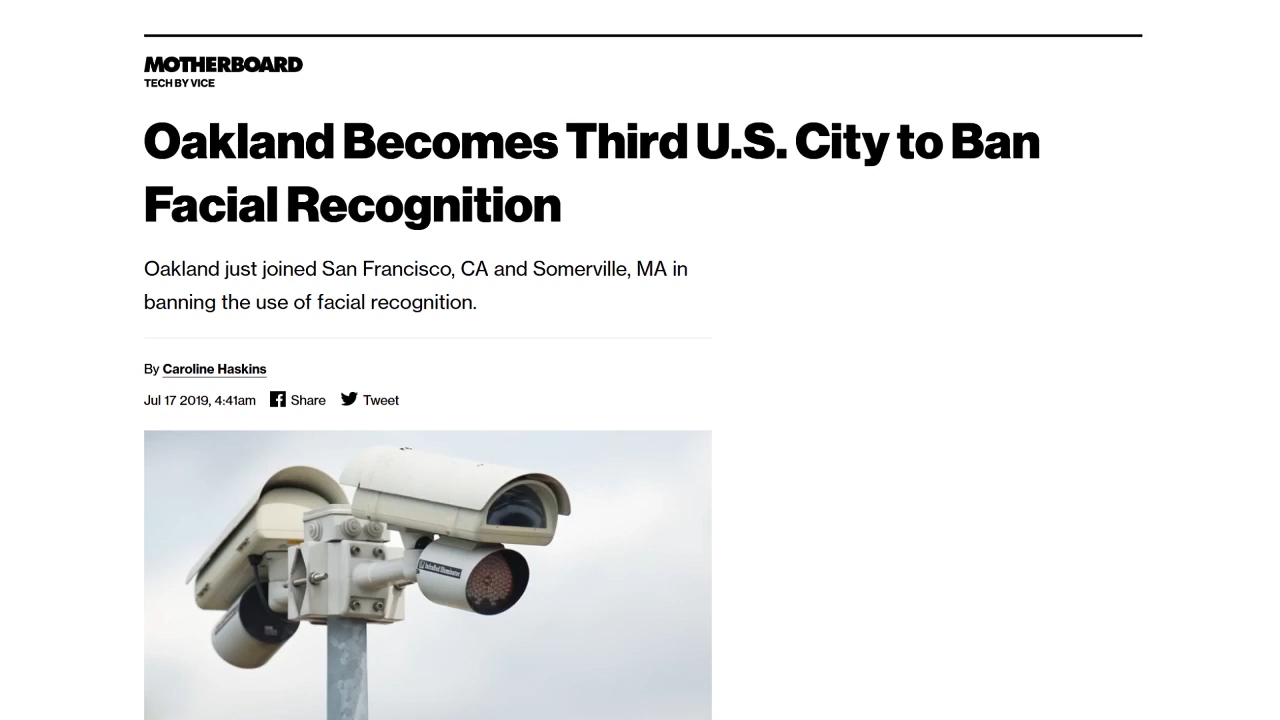 MOTHERBOARD
TECH BY VICE
Oakland Becomes Third U.S. City to Ban
Facial Recognition
Oakland just joined San Francisco, CA and Somerville, MA in
banning the use of facial recognition.
By Caroline Haskins
Jul 17 2019, 4:41am Share Tweet
Infrared Illuminator